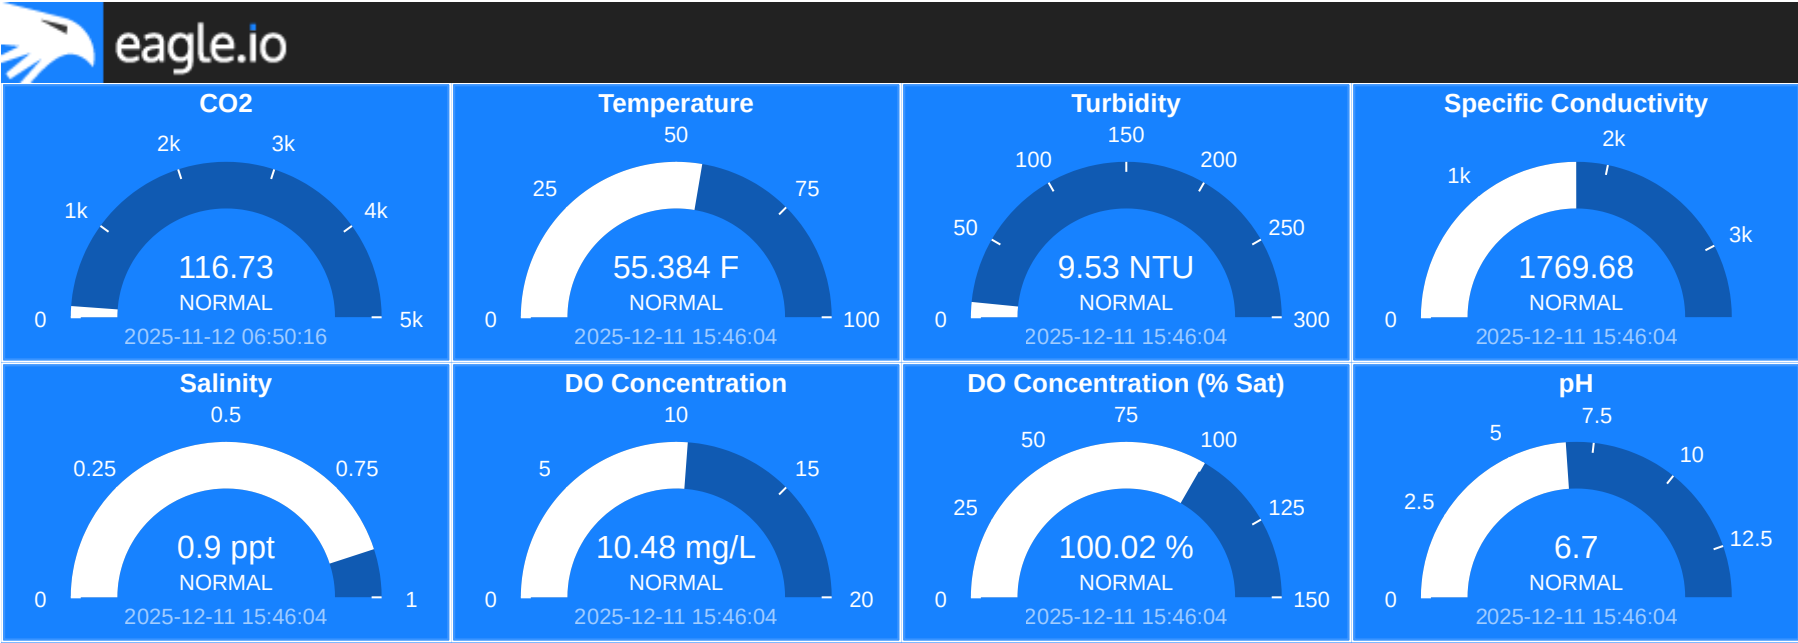 eagle.io
CO2
2k 3k
1k 4k
116.73
NORMAL
0 5k
2025-11-12 06:50:16
Temperature
50
25 75
55.384 F
NORMAL
0 100
2025-12-11 15:46:04
Turbidity
150
100 200
50 250
9.53 NTU
NORMAL
0 300
2025-12-11 15:46:04
Specific Conductivity
2k
1k
3k
1769.68
NORMAL
0
2025-12-11 15:46:04
Salinity
0.5
0.25 0.75
0.9 ppt
NORMAL
0 1
2025-12-11 15:46:04
DO Concentration
10
5 15
10.48 mg/L
NORMAL
0 20
2025-12-11 15:46:04
DO Concentration (% Sat)
75
50 100
25 125
100.02 %
NORMAL
0 150
2025-12-11 15:46:04
pH
7.5
5
10
2.5
12.5
6.7
NORMAL
0
2025-12-11 15:46:04